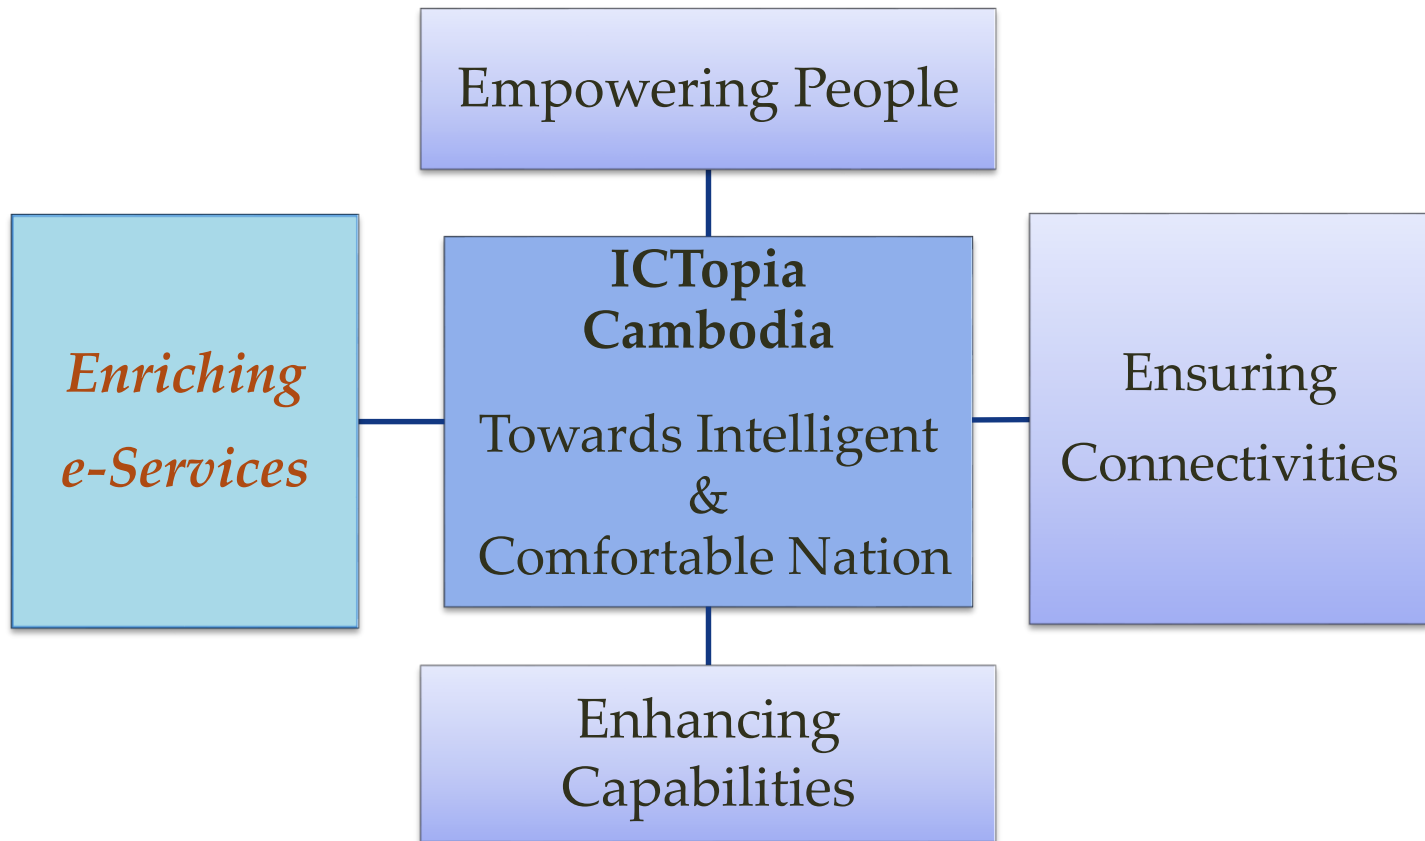 Empowering People
ICTopia
Cambodia
Towards Intelligent
&
Comfortable Nation
Enriching
e-Services
Ensuring
Connectivities
Enhancing
Capabilities